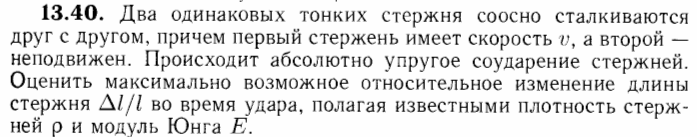 13.40. Два одинаковых тонких стержня соосно сталкиваются
друг с другом, причем первый стержень имеет скорость v, а второй —
неподвижен. Происходит абсолютно упругое соударение стержней.
Оценить максимально возможное относительное изменение длины
стержня Δl/l во время удара, полагая известными плотность стерж-
ней ρ и модуль Юнга E.